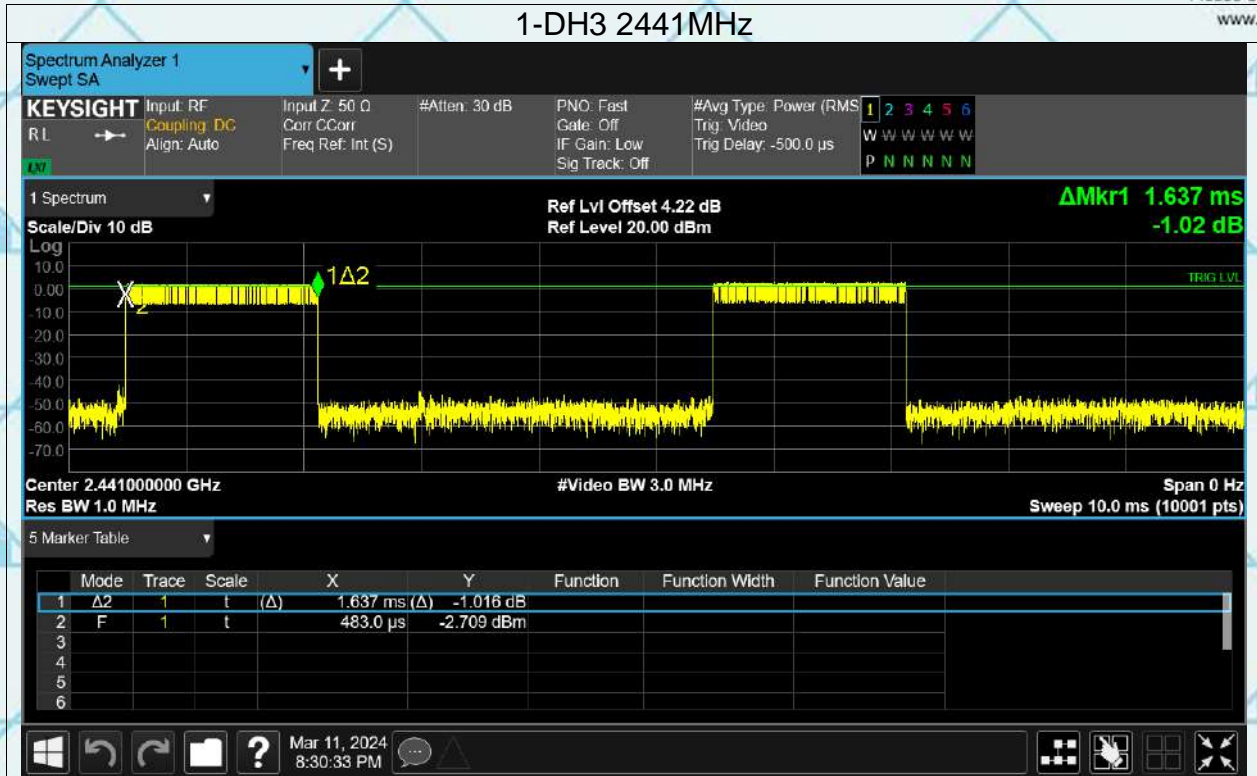 www.
1-DH3 2441MHz
Spectrum Analyzer 1
Swept SA
+
KEYSIGHT
RL
LXI
Input: RF
Coupling: DC
Align: Auto
Input Z: 50 Ω
Corr CCorr
Freq Ref: Int (S)
#Atten: 30 dB
PNO: Fast
Gate: Off
IF Gain: Low
Sig Track: Off
#Avg Type: Power (RMS
Trig: Video
Trig Delay: -500.0 µs
1 2 3 4 5 6
W W W W W W
P N N N N N
1 Spectrum
Scale/Div 10 dB
Ref Lvl Offset 4.22 dB
Ref Level 20.00 dBm
ΔMkr1 1.637 ms
-1.02 dB
Log
10.0
0.00
-10.0
-20.0
-30.0
-40.0
-50.0
-60.0
-70.0
1Δ2
2
TRIG LVL
Center 2.441000000 GHz
Res BW 1.0 MHz
#Video BW 3.0 MHz
Span 0 Hz
Sweep 10.0 ms (10001 pts)
5 Marker Table
Mode Trace Scale X Y Function Function Width Function Value
1 Δ2 1 t (Δ) 1.637 ms (Δ) -1.016 dB
2 F 1 t 483.0 µs -2.709 dBm
3
4
5
6
?
Mar 11, 2024
8:30:33 PM